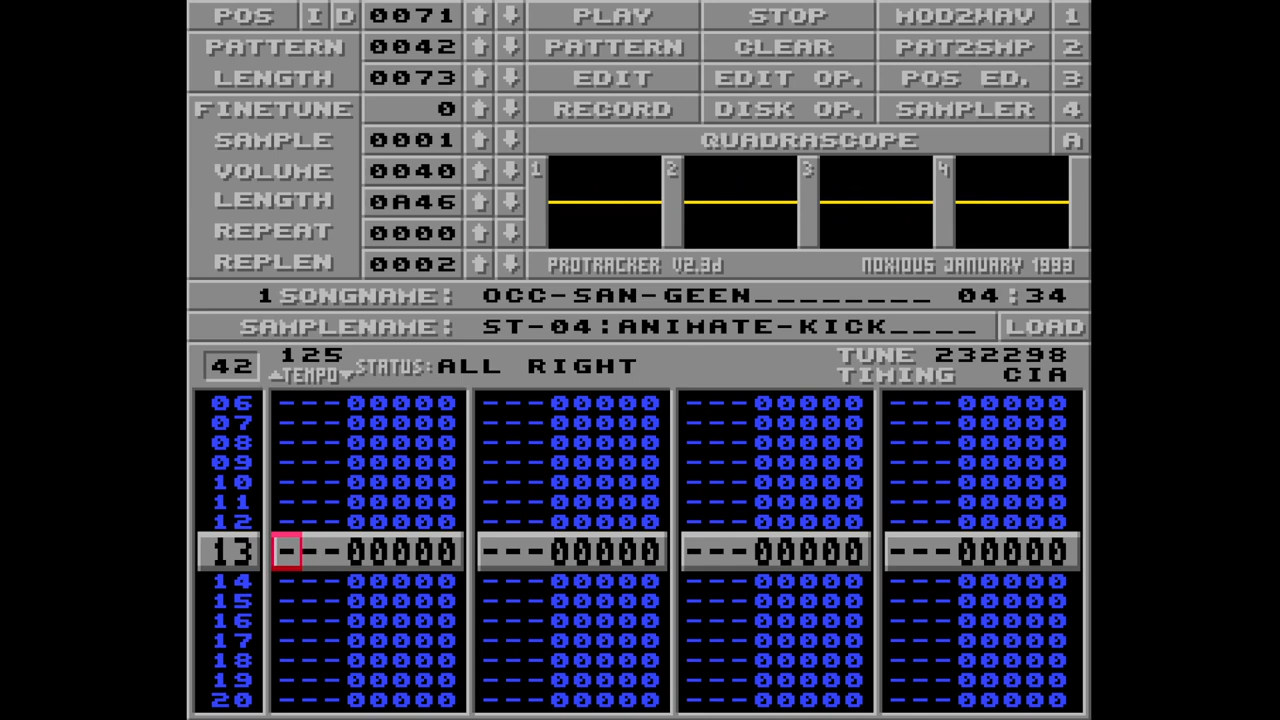 POS I D 0071 PLAY STOP MOD2WAV 1
PATTERN 0042 PATTERN CLEAR PAT2SMP 2
LENGTH 0073 EDIT EDIT OP. POS ED. 3
FINETUNE 0 RECORD DISK OP. SAMPLER 4
SAMPLE 0001 QUADRASCOPE A
VOLUME 0040 1 2 3 4
LENGTH 0A46
REPEAT 0000
REPLEN 0002 PROTRACKER V2.3d NOXIOUS JANUARY 1993
1 SONGNAME: OCC-SAN-GEEN________ 04:34
SAMPLENAME: ST-04:ANIMATE-KICK____ LOAD
42 125 TEMPO STATUS: ALL RIGHT TUNE 232298
TIMING CIA
06 ---00000 ---00000 ---00000 ---00000
07 ---00000 ---00000 ---00000 ---00000
08 ---00000 ---00000 ---00000 ---00000
09 ---00000 ---00000 ---00000 ---00000
10 ---00000 ---00000 ---00000 ---00000
11 ---00000 ---00000 ---00000 ---00000
12 ---00000 ---00000 ---00000 ---00000
13 ---00000 ---00000 ---00000 ---00000
14 ---00000 ---00000 ---00000 ---00000
15 ---00000 ---00000 ---00000 ---00000
16 ---00000 ---00000 ---00000 ---00000
17 ---00000 ---00000 ---00000 ---00000
18 ---00000 ---00000 ---00000 ---00000
19 ---00000 ---00000 ---00000 ---00000
20 ---00000 ---00000 ---00000 ---00000